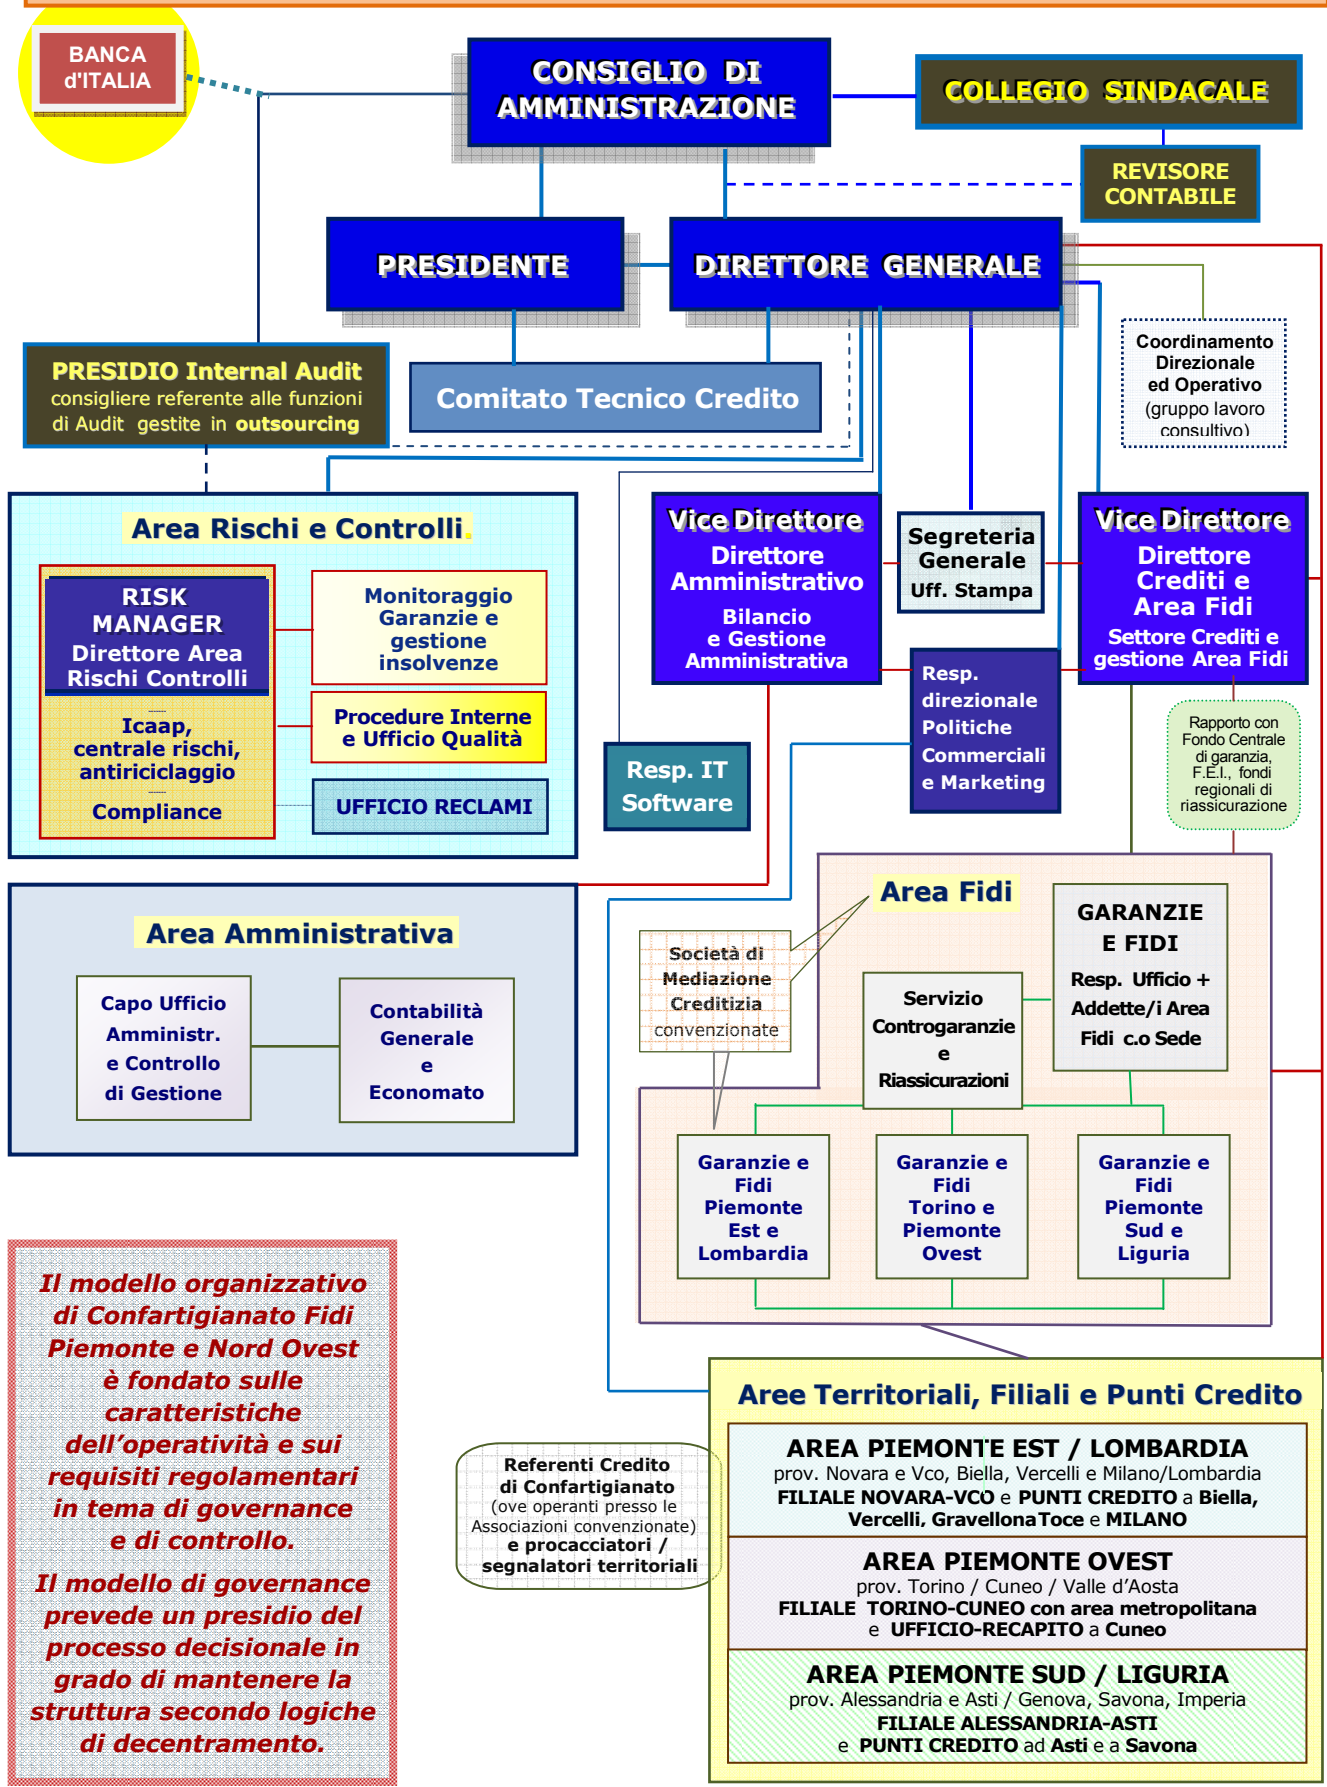 BANCA
d'ITALIA
CONSIGLIO DI
AMMINISTRAZIONE
COLLEGIO SINDACALE
REVISORE
CONTABILE
PRESIDENTE
DIRETTORE GENERALE
Coordinamento
Direzionale
ed Operativo
(gruppo lavoro
consultivo)
PRESIDIO Internal Audit
consigliere referente alle funzioni
di Audit gestite in outsourcing
Comitato Tecnico Credito
Area Rischi e Controlli.
RISK
MANAGER
Direttore Area
Rischi Controlli
Icaap,
centrale rischi,
antiriciclaggio
Compliance
Monitoraggio
Garanzie e
gestione
insolvenze
Procedure Interne
e Ufficio Qualità
UFFICIO RECLAMI
Vice Direttore
Direttore
Amministrativo
Bilancio
e Gestione
Amministrativa
Segreteria
Generale
Uff. Stampa
Vice Direttore
Direttore
Crediti e
Area Fidi
Settore Crediti e
gestione Area Fidi
Resp.
direzionale
Politiche
Commerciali
e Marketing
Resp. IT
Software
Rapporto con
Fondo Centrale
di garanzia,
F.E.I., fondi
regionali di
riassicurazione
Area Amministrativa
Capo Ufficio
Amministr.
e Controllo
di Gestione
Contabilità
Generale
e
Economato
Area Fidi
Società di
Mediazione
Creditizia
convenzionate
GARANZIE
E FIDI
Resp. Ufficio +
Addette/i Area
Fidi c.o Sede
Servizio
Controgaranzie
e
Riassicurazioni
Garanzie e
Fidi
Piemonte
Est e
Lombardia
Garanzie e
Fidi
Torino e
Piemonte
Ovest
Garanzie e
Fidi
Piemonte
Sud e
Liguria
Il modello organizzativo
di Confartigianato Fidi
Piemonte e Nord Ovest
è fondato sulle
caratteristiche
dell'operatività e sui
requisiti regolamentari
in tema di governance
e di controllo.
Il modello di governance
prevede un presidio del
processo decisionale in
grado di mantenere la
struttura secondo logiche
di decentramento.
Referenti Credito
di Confartigianato
(ove operanti presso le
Associazioni convenzionate)
e procacciatori /
segnalatori territoriali
Aree Territoriali, Filiali e Punti Credito
AREA PIEMONTE EST / LOMBARDIA
prov. Novara e Vco, Biella, Vercelli e Milano/Lombardia
FILIALE NOVARA-VCO e PUNTI CREDITO a Biella,
Vercelli, Gravellona Toce e MILANO
AREA PIEMONTE OVEST
prov. Torino / Cuneo / Valle d'Aosta
FILIALE TORINO-CUNEO con area metropolitana
e UFFICIO-RECAPITO a Cuneo
AREA PIEMONTE SUD / LIGURIA
prov. Alessandria e Asti / Genova, Savona, Imperia
FILIALE ALESSANDRIA-ASTI
e PUNTI CREDITO ad Asti e a Savona